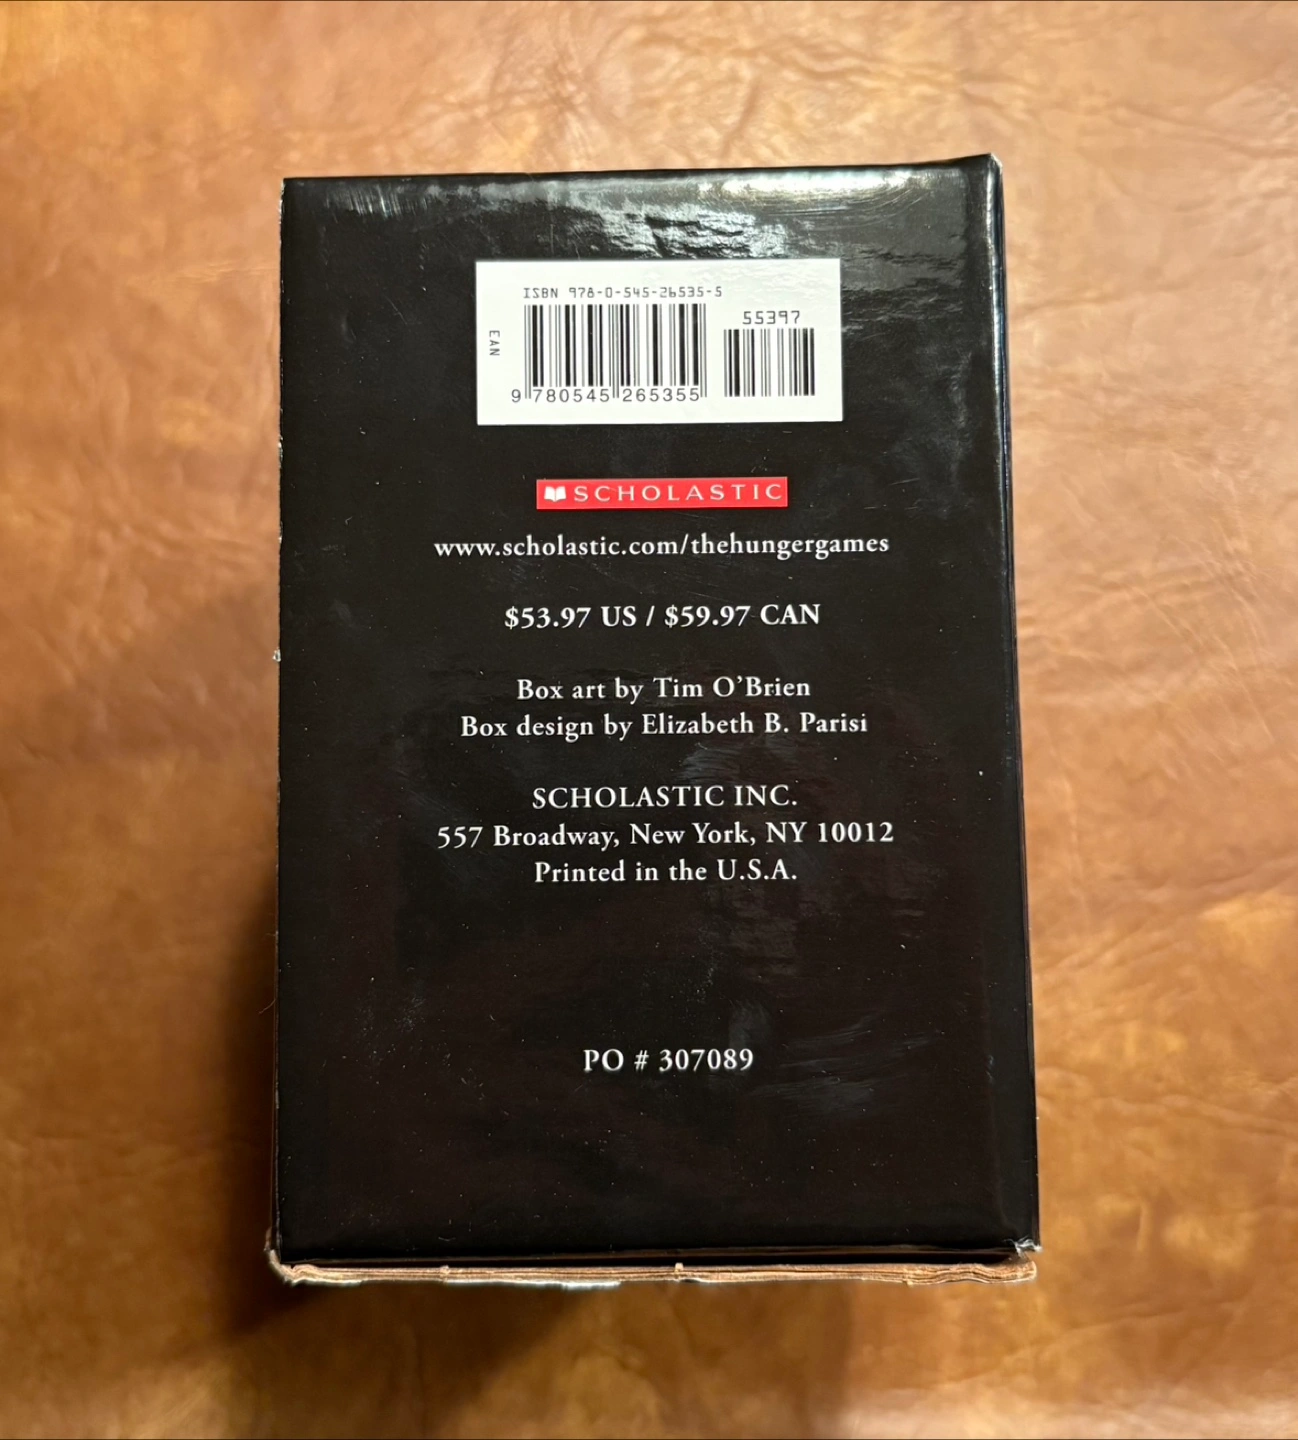 ISBN 978-0-545-26535-5
55397
EAN
9 780545 265355
SCHOLASTIC
www.scholastic.com/thehungergames
$53.97 US / $59.97 CAN
Box art by Tim O’Brien
Box design by Elizabeth B. Parisi
SCHOLASTIC INC.
557 Broadway, New York, NY 10012
Printed in the U.S.A.
PO # 307089